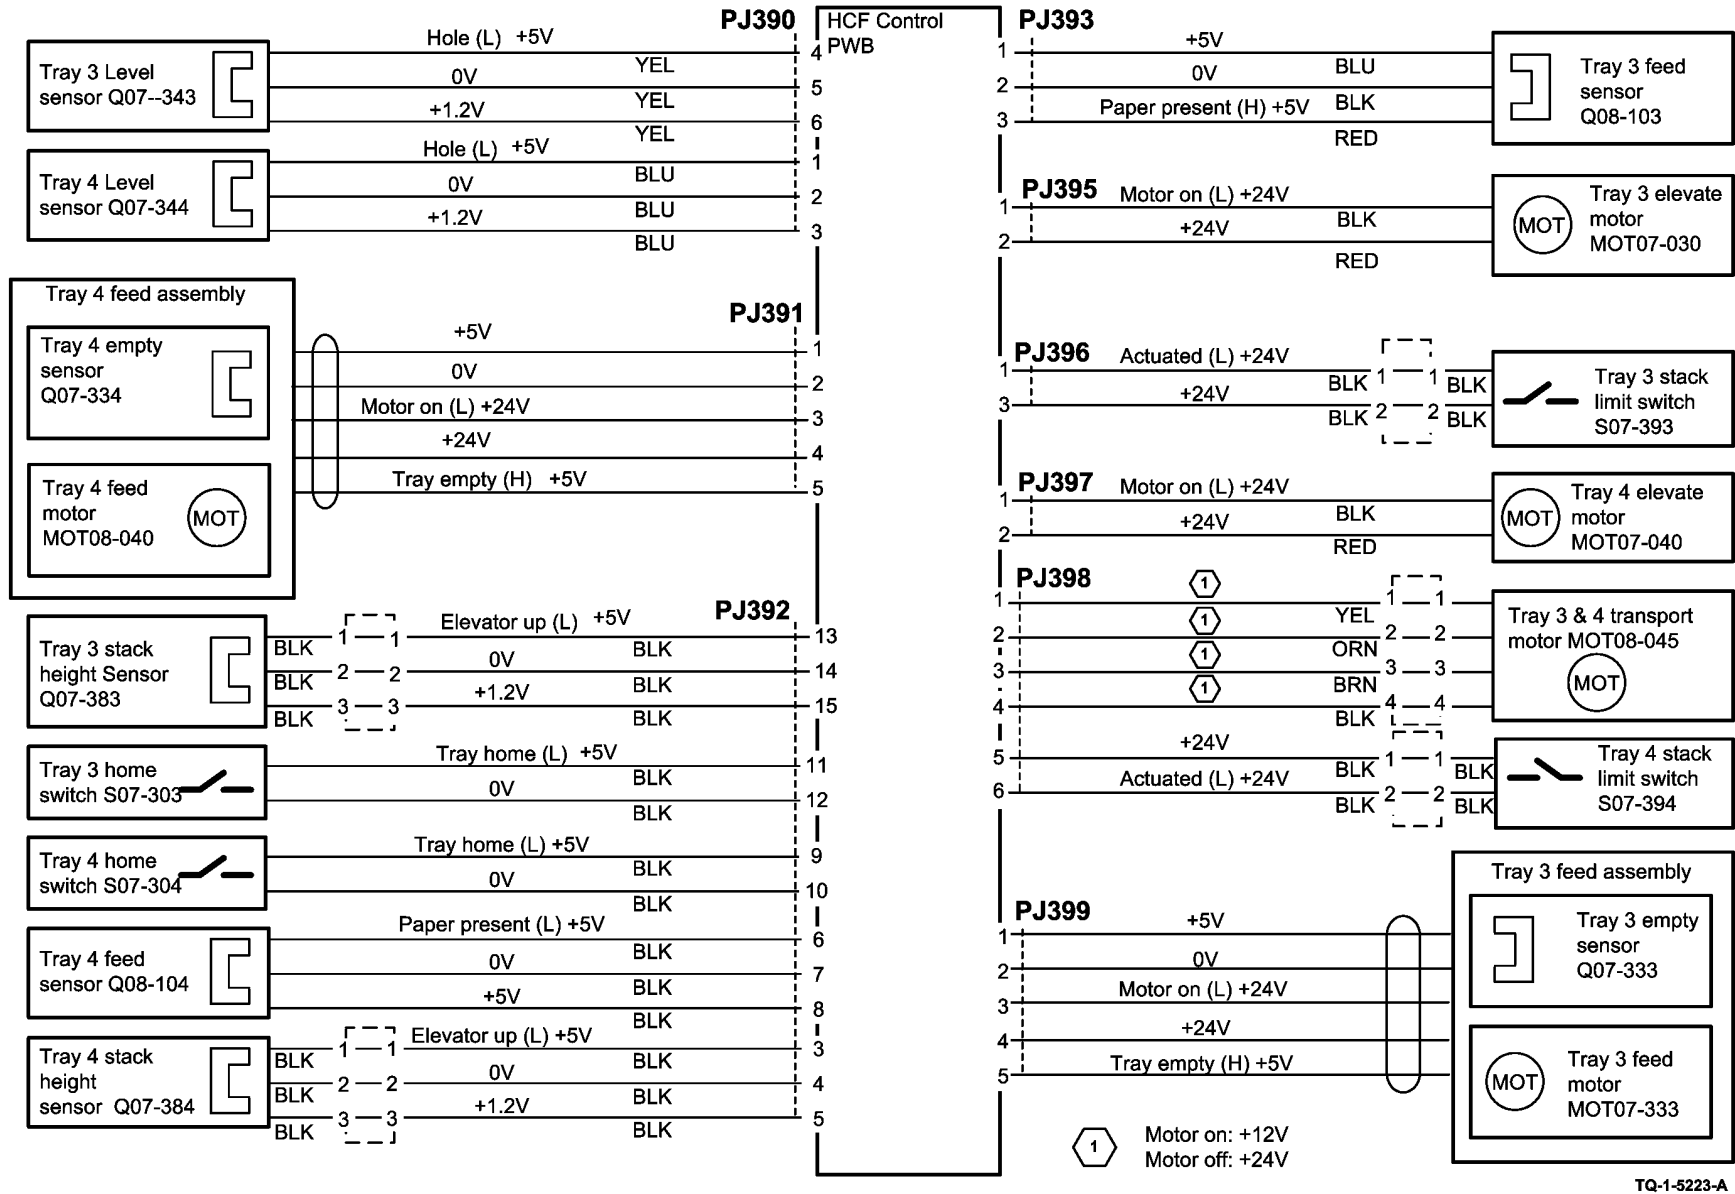 PJ390
HCF Control
PWB
PJ393
Tray 3 Level
sensor Q07--343
Hole (L) +5V
YEL
4
0V
YEL
5
+1.2V
YEL
6
Tray 4 Level
sensor Q07-344
Hole (L) +5V
BLU
1
0V
BLU
2
+1.2V
BLU
3
Tray 4 feed assembly
Tray 4 empty
sensor
Q07-334
Tray 4 feed
motor
MOT08-040
MOT
PJ391
+5V
1
0V
2
Motor on (L) +24V
3
+24V
4
Tray empty (H) +5V
5
PJ392
Tray 3 stack
height Sensor
Q07-383
BLK 1 1 Elevator up (L) +5V BLK 13
BLK 2 2 0V BLK 14
BLK 3 3 +1.2V BLK 15
Tray 3 home
switch S07-303
Tray home (L) +5V
BLK
11
0V
BLK
12
Tray 4 home
switch S07-304
Tray home (L) +5V
BLK
9
0V
BLK
10
Tray 4 feed
sensor Q08-104
Paper present (L) +5V
BLK
6
0V
BLK
7
+5V
BLK
8
Tray 4 stack
height
sensor Q07-384
BLK 1 1 Elevator up (L) +5V BLK 3
BLK 2 2 0V BLK 4
BLK 3 3 +1.2V BLK 5
1
+5V
BLU
2
0V
BLK
3
Paper present (H) +5V
RED
Tray 3 feed
sensor
Q08-103
PJ395
1
Motor on (L) +24V
BLK
2
+24V
RED
MOT
Tray 3 elevate
motor
MOT07-030
PJ396
1 Actuated (L) +24V BLK 1 1 BLK
3 +24V BLK 2 2 BLK
Tray 3 stack
limit switch
S07-393
PJ397
1
Motor on (L) +24V
BLK
2
+24V
RED
MOT
Tray 4 elevate
motor
MOT07-040
PJ398
1 1 YEL 1 1
2 1 ORN 2 2
3 1 BRN 3 3
4 1 BLK 4 4
Tray 3 & 4 transport
motor MOT08-045
MOT
5 +24V BLK 1 1 BLK
6 Actuated (L) +24V BLK 2 2 BLK
Tray 4 stack
limit switch
S07-394
PJ399
1
+5V
2
0V
3
Motor on (L) +24V
4
+24V
5
Tray empty (H) +5V
Tray 3 feed assembly
Tray 3 empty
sensor
Q07-333
MOT
Tray 3 feed
motor
MOT07-333
1
Motor on: +12V
Motor off: +24V
TQ-1-5223-A